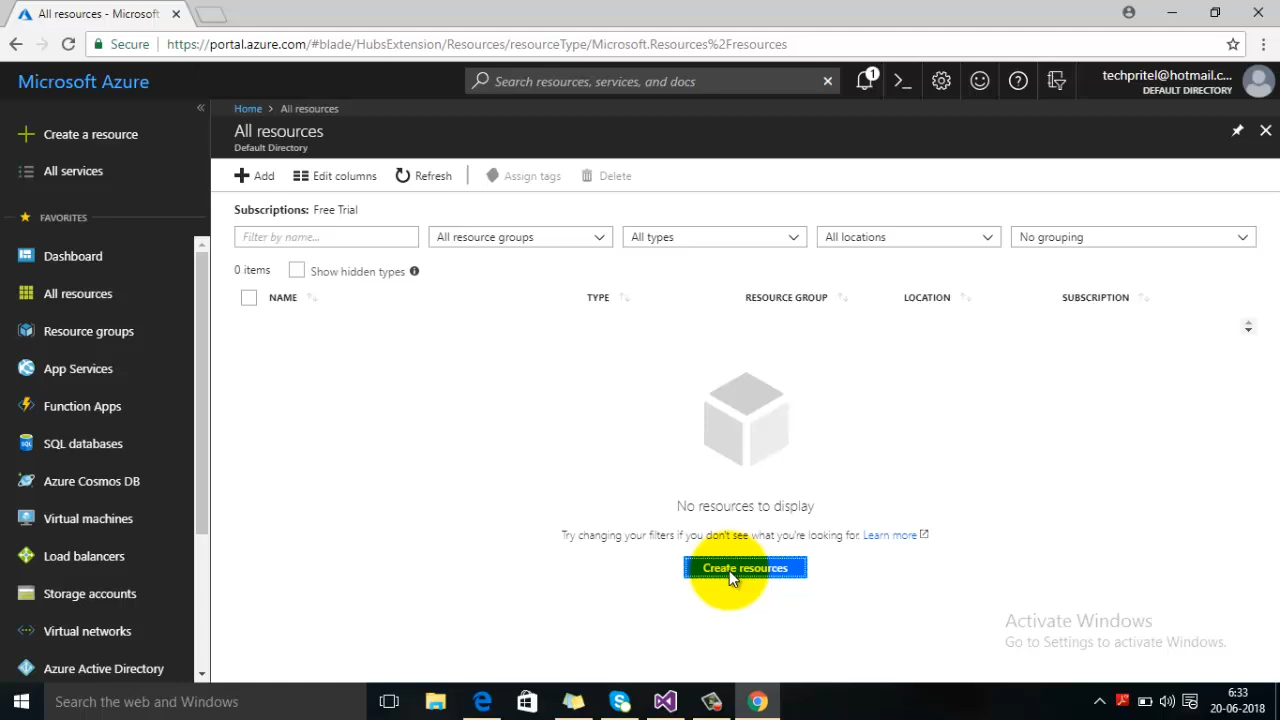 All resources - Microsoft
Secure
https://portal.azure.com/#blade/HubsExtension/Resources/resourceType/Microsoft.Resources%2Fresources
Microsoft Azure
Search resources, services, and docs
1
techpritel@hotmail.c...
DEFAULT DIRECTORY
Create a resource
All services
FAVORITES
Dashboard
All resources
Resource groups
App Services
Function Apps
SQL databases
Azure Cosmos DB
Virtual machines
Load balancers
Storage accounts
Virtual networks
Azure Active Directory
Home > All resources
All resources
Default Directory
Add
Edit columns
Refresh
Assign tags
Delete
Subscriptions: Free Trial
Filter by name...
All resource groups
All types
All locations
No grouping
0 items
Show hidden types
NAME
TYPE
RESOURCE GROUP
LOCATION
SUBSCRIPTION
No resources to display
Try changing your filters if you don't see what you're looking for. Learn more
Create resources
Activate Windows
Go to Settings to activate Windows.
Search the web and Windows
6:33
20-06-2018